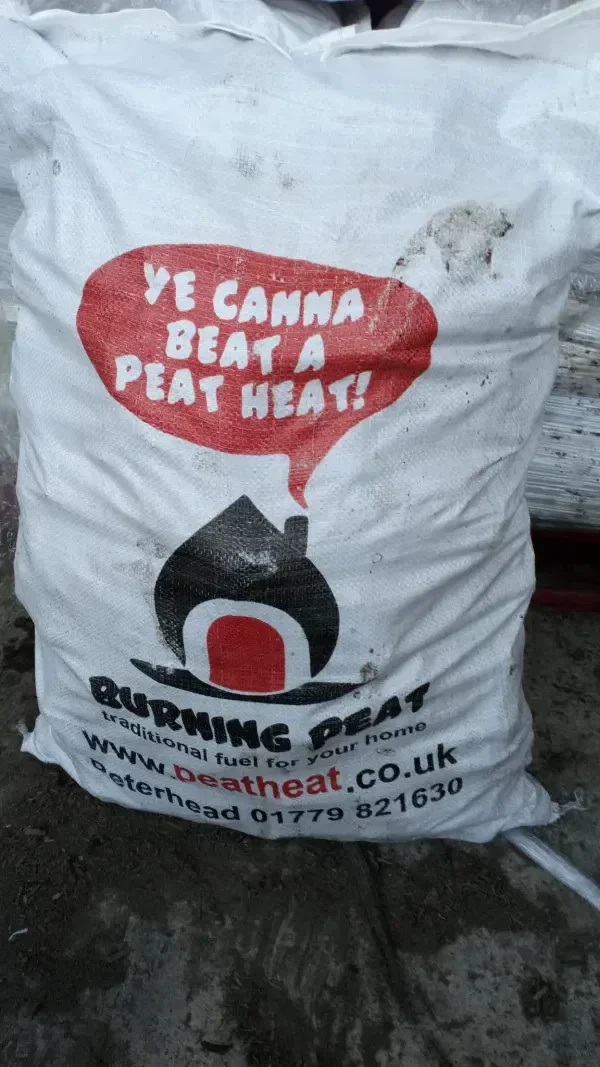 YE CANNA
BEAT A
PEAT HEAT!
BURNING PEAT
traditional fuel for your home
www.peatheat.co.uk
Peterhead 01779 821630